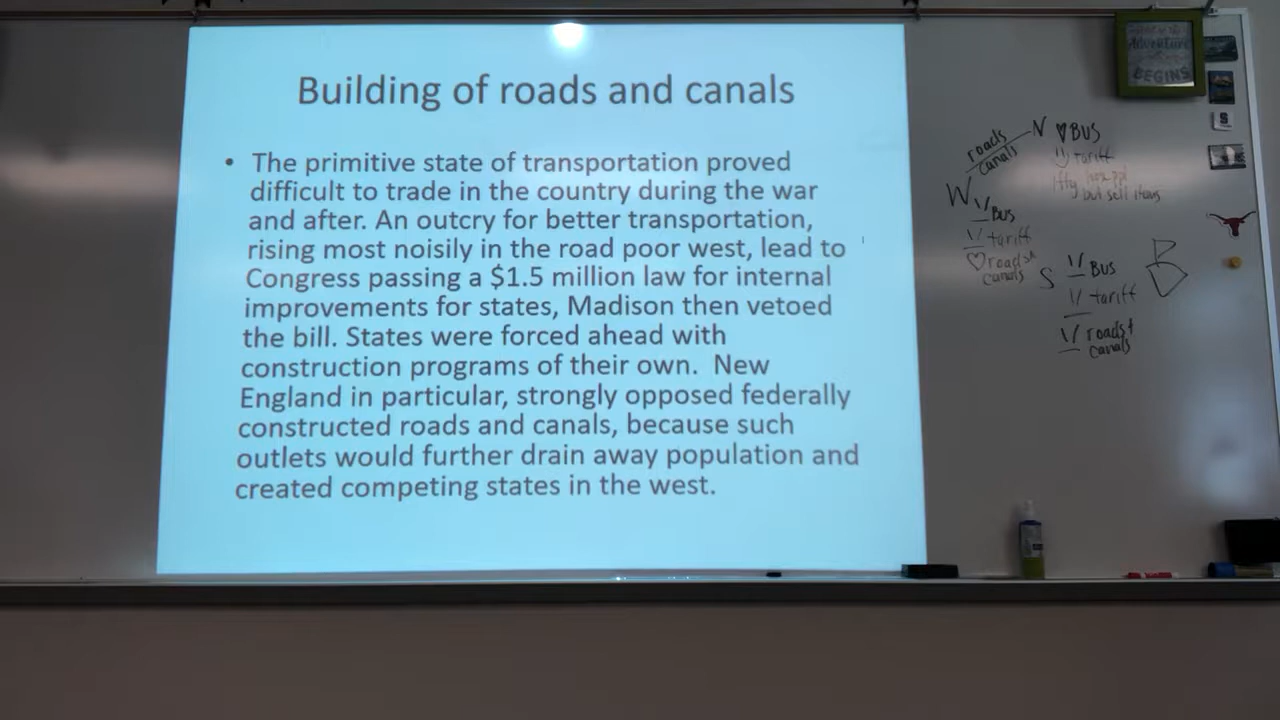 Building of roads and canals
• The primitive state of transportation proved
difficult to trade in the country during the war
and after. An outcry for better transportation,
rising most noisily in the road poor west, lead to
Congress passing a $1.5 million law for internal
improvements for states, Madison then vetoed
the bill. States were forced ahead with
construction programs of their own. New
England in particular, strongly opposed federally
constructed roads and canals, because such
outlets would further drain away population and
created competing states in the west.
Adventure
BEGINS
roads
canals
N ♡ BUS
tariff
but sell items
W
BUS
tariff
♡ roads
canals
S
BUS
tariff
roads +
canals
B
S